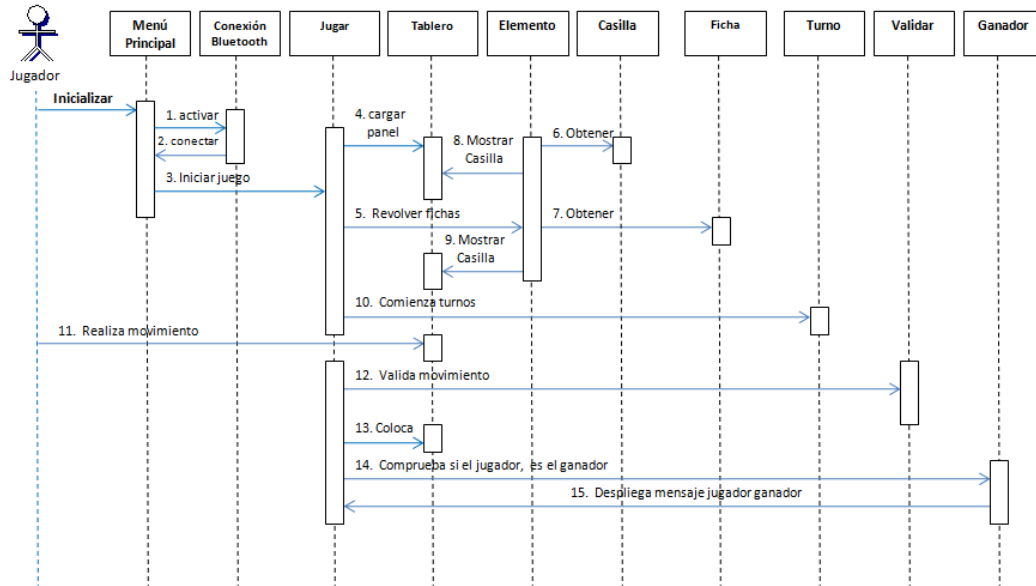 Menú
Principal
Conexión
Bluetooth
Jugar
Tablero
Elemento
Casilla
Ficha
Turno
Validar
Ganador
Jugador
Inicializar
1. activar
2. conectar
3. Iniciar juego
4. cargar
panel
8. Mostrar
Casilla
6. Obtener
5. Revolver fichas
7. Obtener
9. Mostrar
Casilla
10. Comienza turnos
11. Realiza movimiento
12. Valida movimiento
13. Coloca
14. Comprueba si el jugador, es el ganador
15. Despliega mensaje jugador ganador